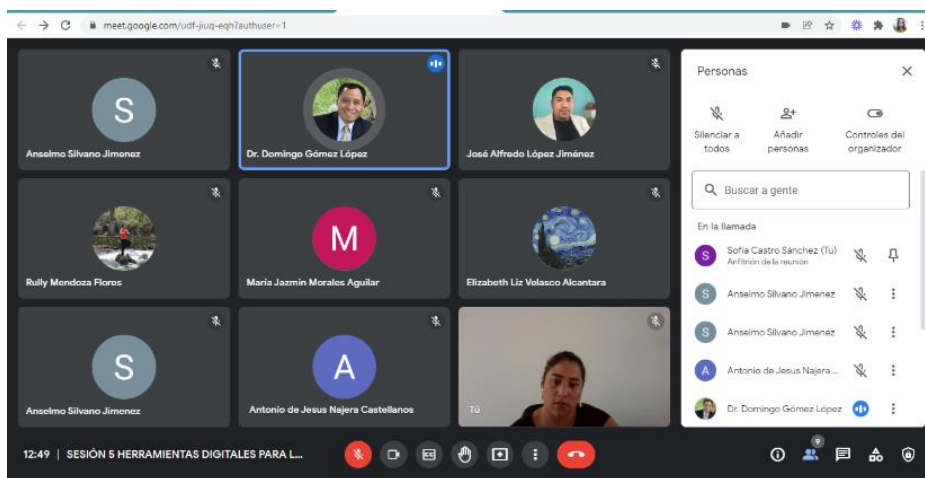 meet.google.com/udf-jiuq-eqh?authuser=1
S
Anselmo Silvano Jimenez
Dr. Domingo Gómez López
José Alfredo López Jiménez
Rully Mendoza Flores
M
María Jazmin Morales Aguilar
Elizabeth Liz Velasco Alcantara
S
Anselmo Silvano Jimenez
A
Antonio de Jesus Najera Castellanos
Tú
Personas
Silenciar a todos
Añadir personas
Controles del organizador
Buscar a gente
En la llamada
S
Sofía Castro Sánchez (Tú)
Anfitrión de la reunión
S
Anselmo Silvano Jimenez
S
Anselmo Silvano Jimenez
A
Antonio de Jesus Najera ...
Dr. Domingo Gómez López
12:49 | SESIÓN 5 HERRAMIENTAS DIGITALES PARA L...
9